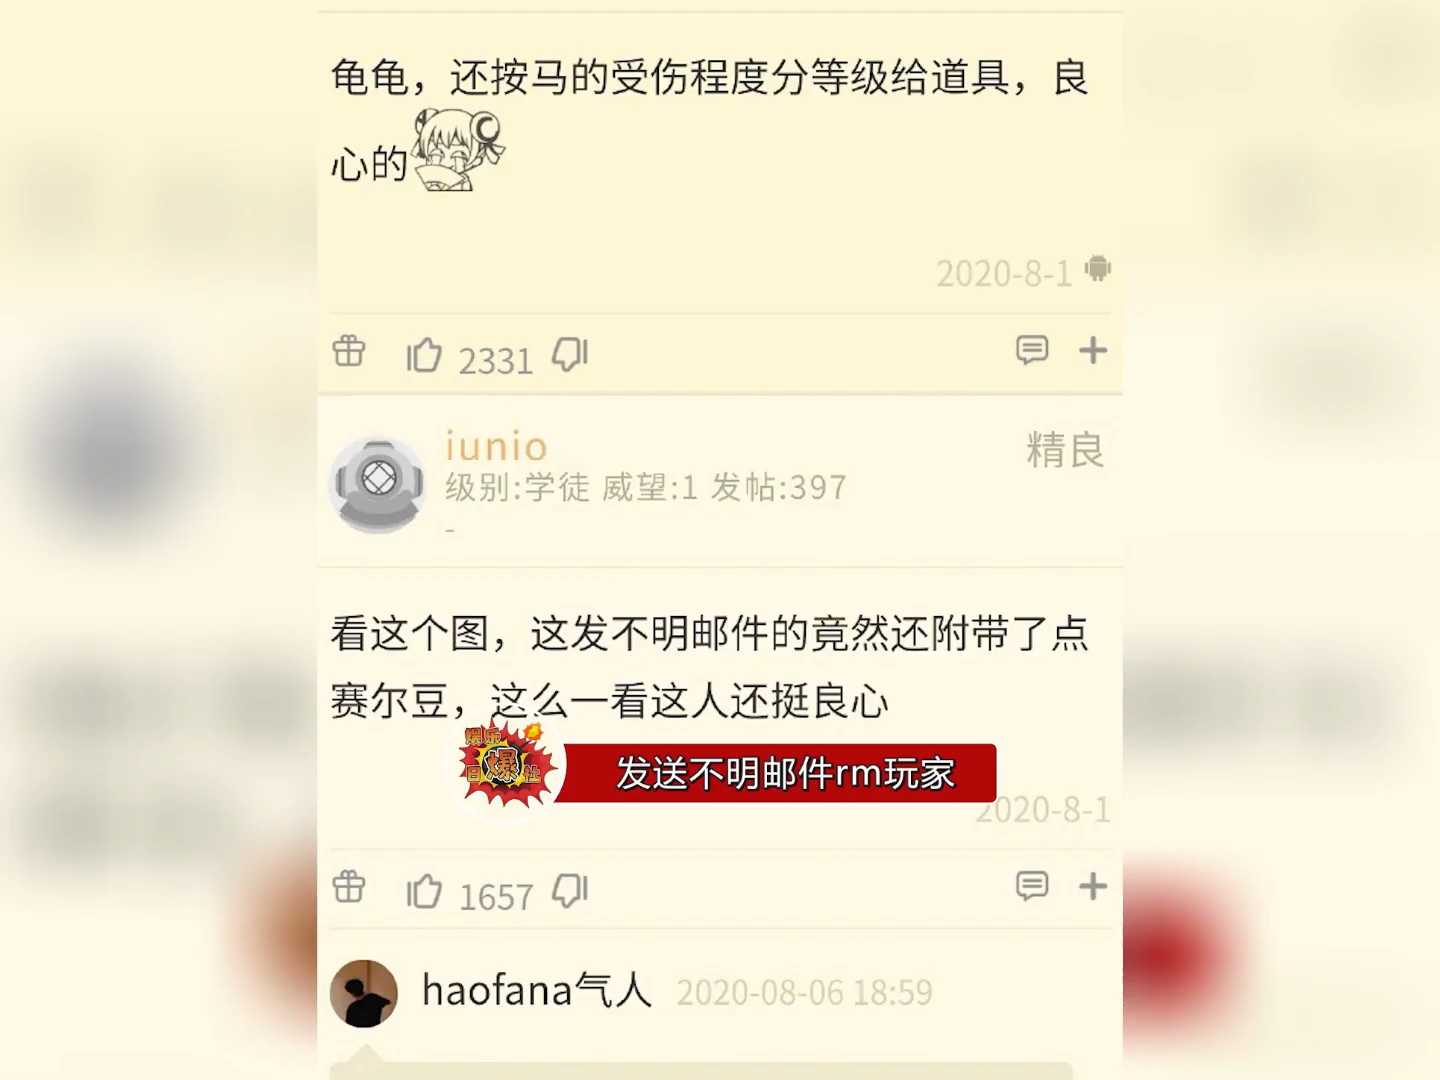 龟龟，还按马的受伤程度分等级给道具，良
心的
2020-8-1
2331
iunio
精良
级别:学徒 威望:1 发帖:397
-
看这个图，这发不明邮件的竟然还附带了点
赛尔豆，这么一看这人还挺良心
娱乐
日爆社
发送不明邮件rm玩家
2020-8-1
1657
haofana气人 2020-08-06 18:59